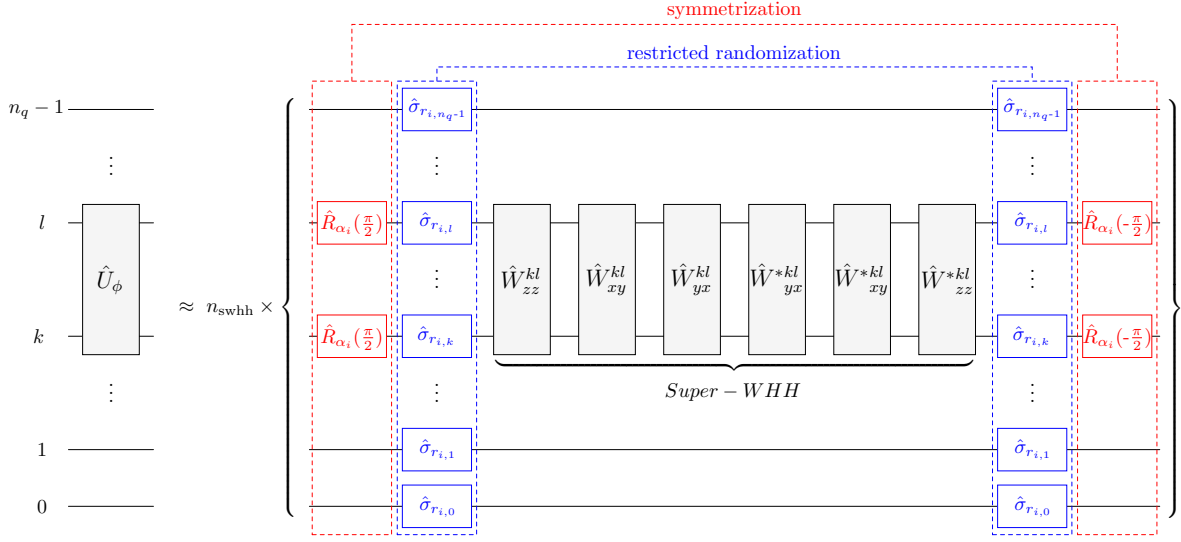 symmetrization
restricted randomization
n_q − 1 σ̂_{r_{i,n_q-1}} σ̂_{r_{i,n_q-1}}
⋮ ⋮ ⋮
l R̂_{α_i}(π/2) σ̂_{r_{i,l}} σ̂_{r_{i,l}} R̂_{α_i}(-π/2)
⋮ ⋮
Û_ϕ ≈ n_{swhh} × { Ŵ^{kl}_{zz} Ŵ^{kl}_{xy} Ŵ^{kl}_{yx} Ŵ^{*kl}_{yx} Ŵ^{*kl}_{xy} Ŵ^{*kl}_{zz} }
k R̂_{α_i}(π/2) σ̂_{r_{i,k}} σ̂_{r_{i,k}} R̂_{α_i}(-π/2)
Super − WHH
⋮ ⋮ ⋮
1 σ̂_{r_{i,1}} σ̂_{r_{i,1}}
0 σ̂_{r_{i,0}} σ̂_{r_{i,0}}